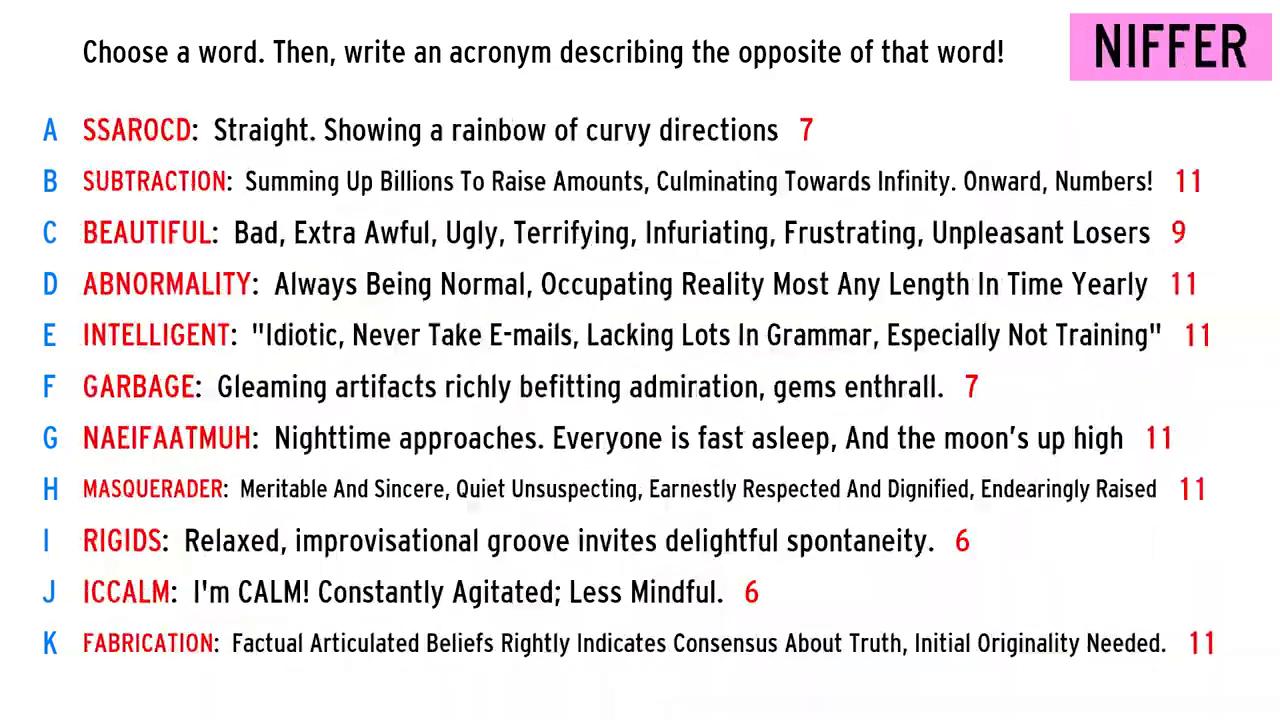 NIFFER
Choose a word. Then, write an acronym describing the opposite of that word!
A SSAROCD: Straight. Showing a rainbow of curvy directions 7
B SUBTRACTION: Summing Up Billions To Raise Amounts, Culminating Towards Infinity. Onward, Numbers! 11
C BEAUTIFUL: Bad, Extra Awful, Ugly, Terrifying, Infuriating, Frustrating, Unpleasant Losers 9
D ABNORMALITY: Always Being Normal, Occupating Reality Most Any Length In Time Yearly 11
E INTELLIGENT: "Idiotic, Never Take E-mails, Lacking Lots In Grammar, Especially Not Training" 11
F GARBAGE: Gleaming artifacts richly befitting admiration, gems enthrall. 7
G NAEIFAATMUH: Nighttime approaches. Everyone is fast asleep, And the moon’s up high 11
H MASQUERADER: Meritable And Sincere, Quiet Unsuspecting, Earnestly Respected And Dignified, Endearingly Raised 11
I RIGIDS: Relaxed, improvisational groove invites delightful spontaneity. 6
J ICCALM: I'm CALM! Constantly Agitated; Less Mindful. 6
K FABRICATION: Factual Articulated Beliefs Rightly Indicates Consensus About Truth, Initial Originality Needed. 11